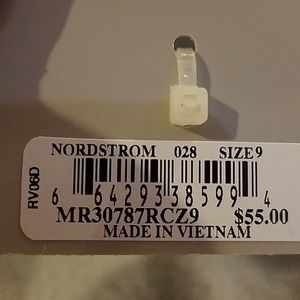 NORDSTROM 028 SIZE 9
RV06D
6 64293 38599 4
MR30787RCZ9 $55.00
MADE IN VIETNAM